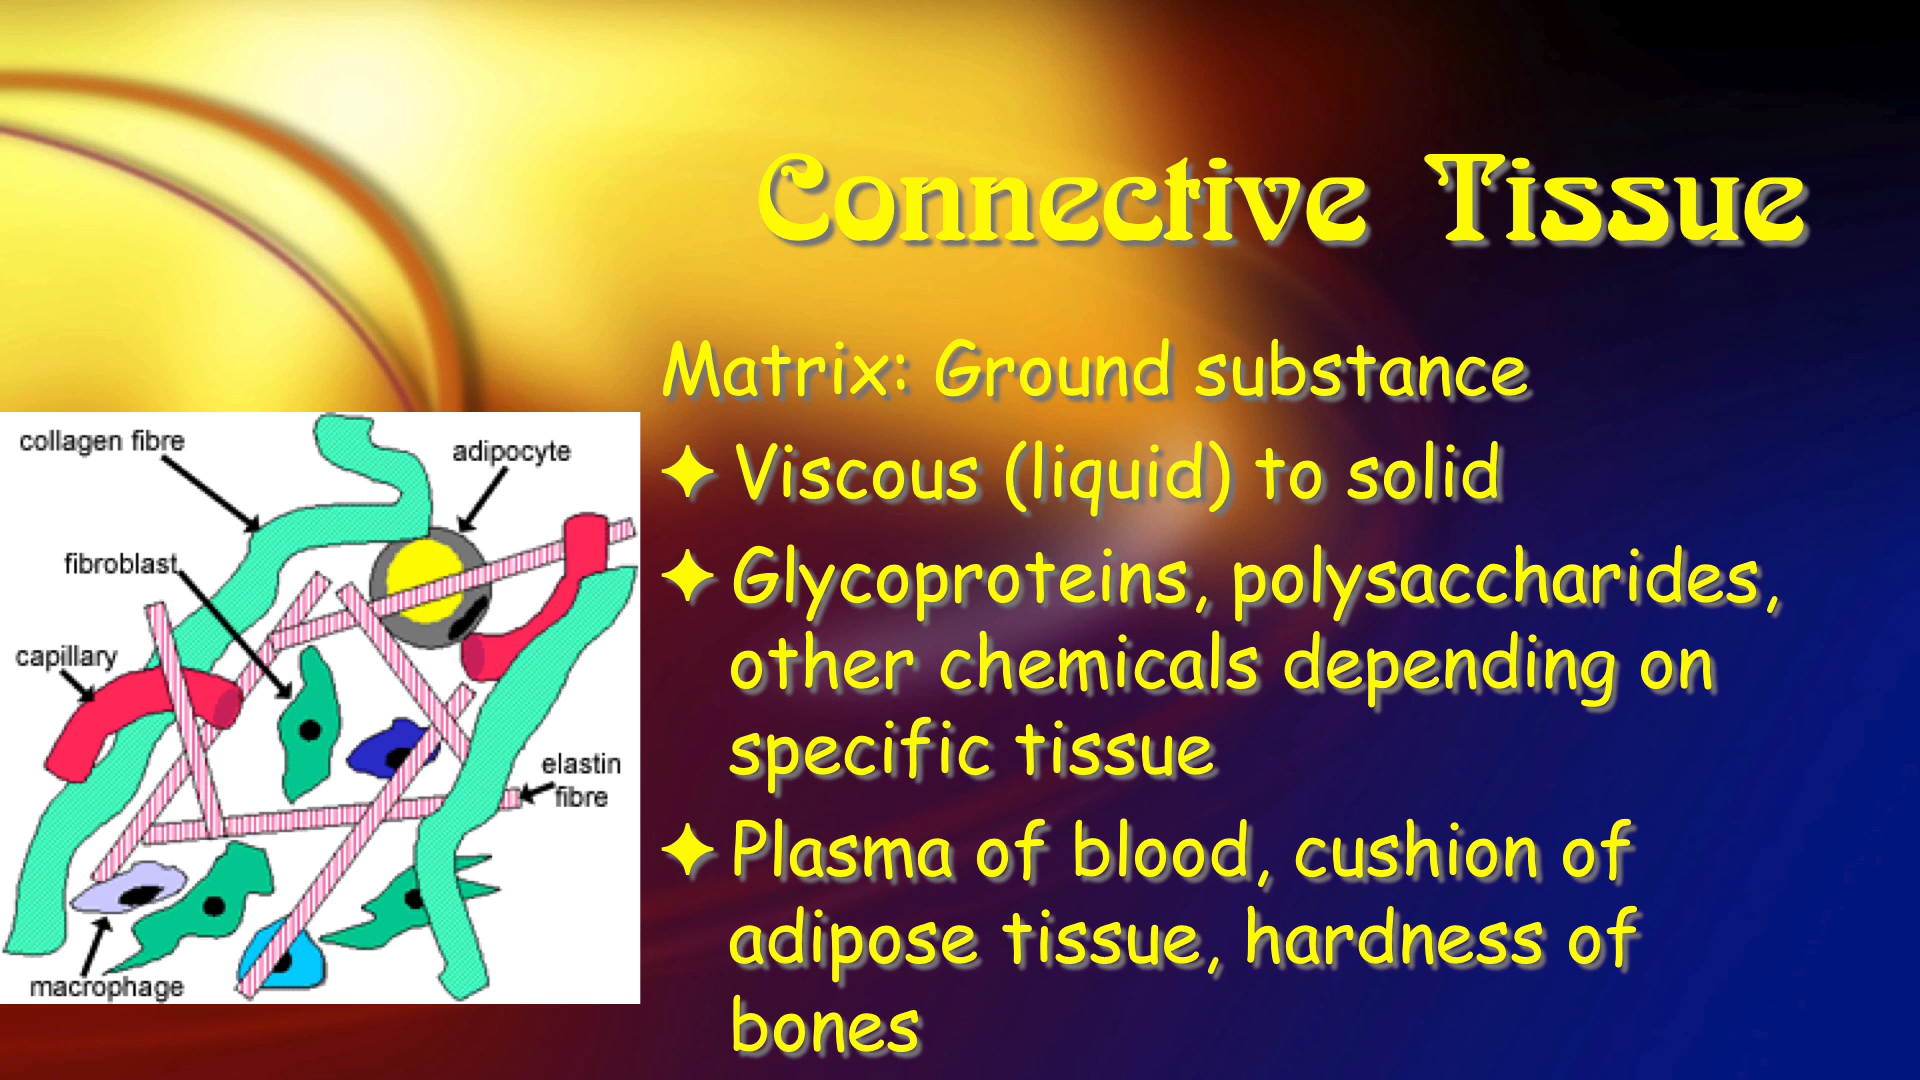 Connective Tissue
Matrix: Ground substance
✦ Viscous (liquid) to solid
✦ Glycoproteins, polysaccharides,
other chemicals depending on
specific tissue
✦ Plasma of blood, cushion of
adipose tissue, hardness of
bones
collagen fibre
adipocyte
fibroblast
capillary
elastin
fibre
macrophage